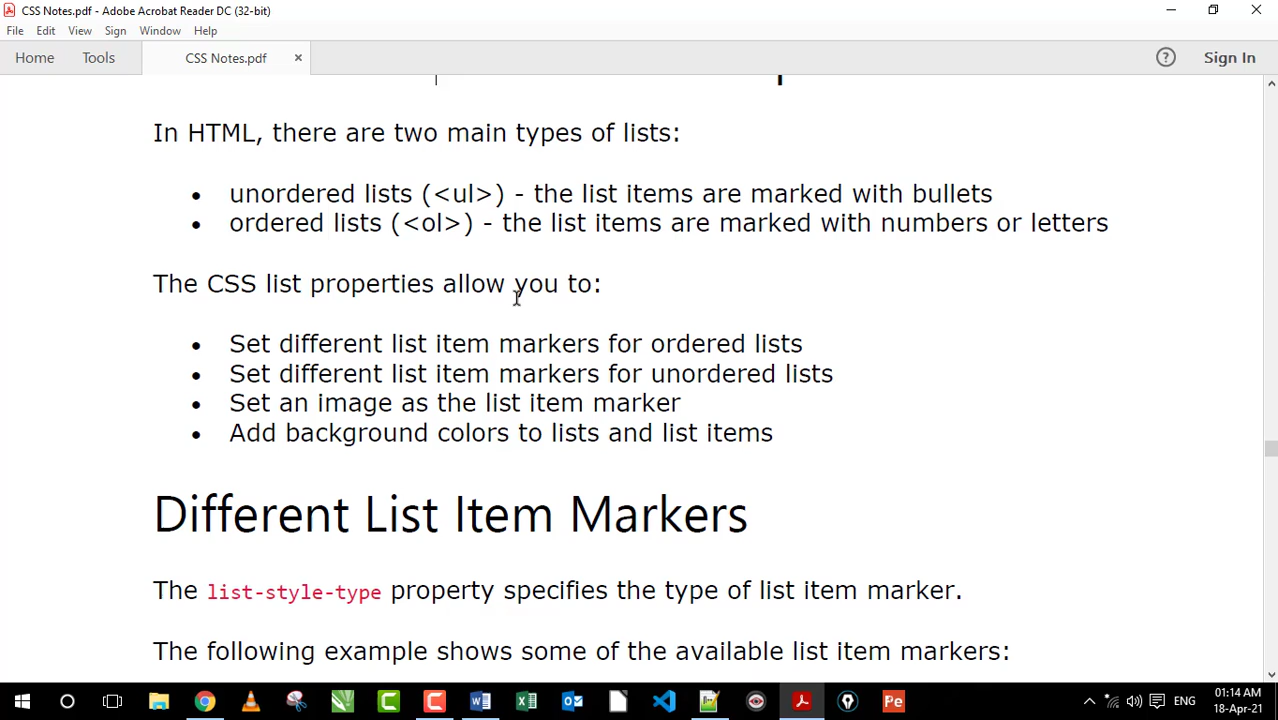 CSS Notes.pdf - Adobe Acrobat Reader DC (32-bit)
File Edit View Sign Window Help
Home Tools CSS Notes.pdf × ? Sign In
In HTML, there are two main types of lists:
• unordered lists (<ul>) - the list items are marked with bullets
• ordered lists (<ol>) - the list items are marked with numbers or letters
The CSS list properties allow you to:
• Set different list item markers for ordered lists
• Set different list item markers for unordered lists
• Set an image as the list item marker
• Add background colors to lists and list items
Different List Item Markers
The list-style-type property specifies the type of list item marker.
The following example shows some of the available list item markers:
ENG
01:14 AM
18-Apr-21
Pe